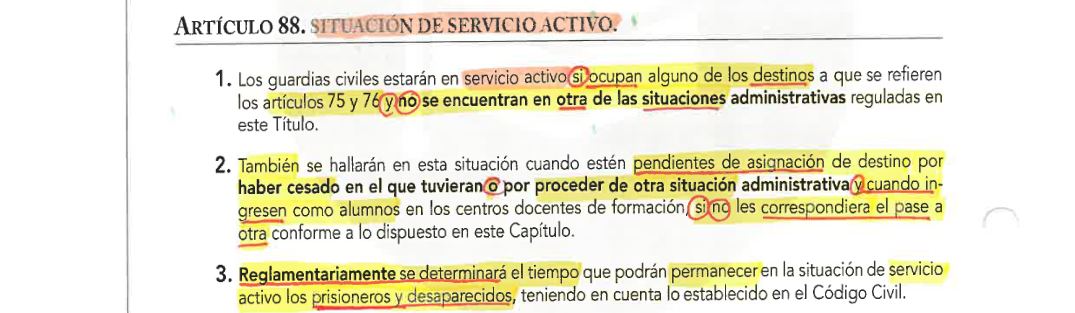 ARTÍCULO 88. SITUACIÓN DE SERVICIO ACTIVO.
1. Los guardias civiles estarán en servicio activo si ocupan alguno de los destinos a que se refieren
los artículos 75 y 76 y no se encuentran en otra de las situaciones administrativas reguladas en
este Título.
2. También se hallarán en esta situación cuando estén pendientes de asignación de destino por
haber cesado en el que tuvieran o por proceder de otra situación administrativa y cuando in-
gresen como alumnos en los centros docentes de formación, si no les correspondiera el pase a
otra conforme a lo dispuesto en este Capítulo.
3. Reglamentariamente se determinará el tiempo que podrán permanecer en la situación de servicio
activo los prisioneros y desaparecidos, teniendo en cuenta lo establecido en el Código Civil.